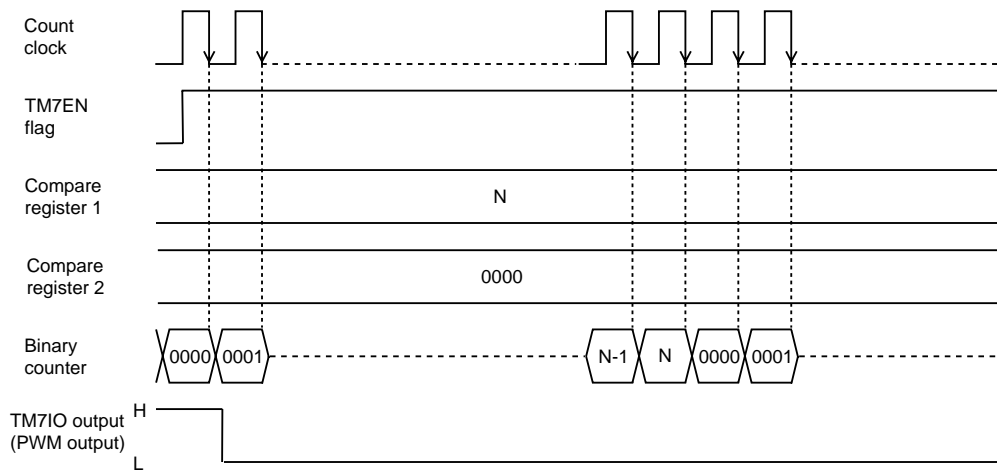 Count
clock
TM7EN
flag
Compare
register 1
N
Compare
register 2
0000
Binary
counter
0000 0001 N-1 N 0000 0001
TM7IO output
(PWM output)
H
L